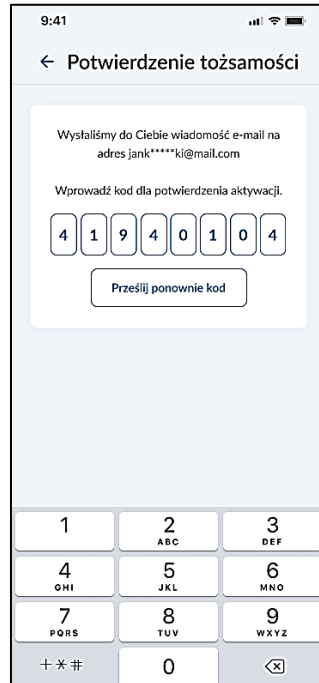 9:41
← Potwierdzenie tożsamości
Wysłaliśmy do Ciebie wiadomość e-mail na
adres jank*****ki@mail.com
Wprowadź kod dla potwierdzenia aktywacji.
4 1 9 4 0 1 0 4
Prześlij ponownie kod
1 2 3
ABC DEF
4 5 6
GHI JKL MNO
7 8 9
PQRS TUV WXYZ
+*# 0